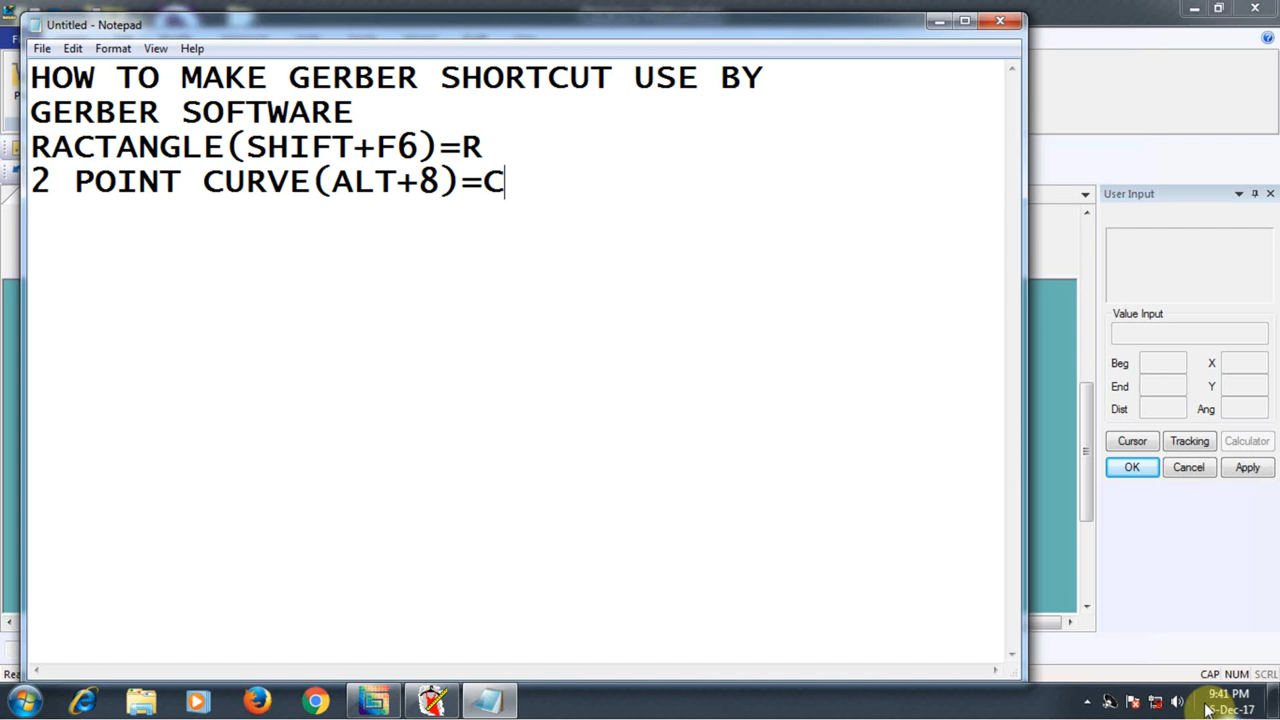 Untitled - Notepad
File Edit Format View Help
HOW TO MAKE GERBER SHORTCUT USE BY
GERBER SOFTWARE
RACTANGLE(SHIFT+F6)=R
2 POINT CURVE(ALT+8)=C
User Input
Value Input
Beg X
End Y
Dist Ang
Cursor Tracking Calculator
OK Cancel Apply
CAP NUM SCRL
9:41 PM
-Dec-17